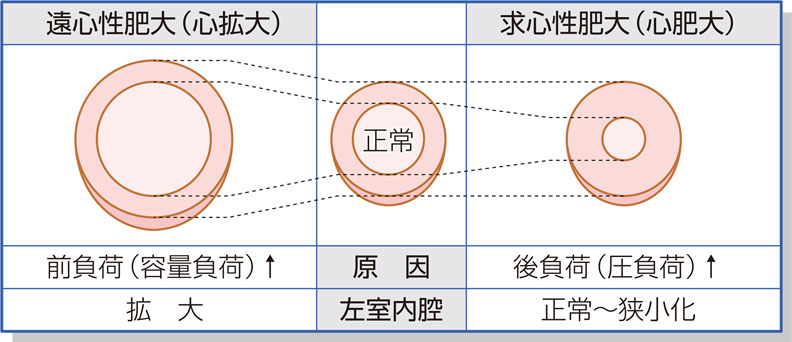 遠心性肥大(心拡大)
求心性肥大(心肥大)
正常
前負荷(容量負荷)↑
原　因
後負荷(圧負荷)↑
拡　大
左室内腔
正常～狭小化